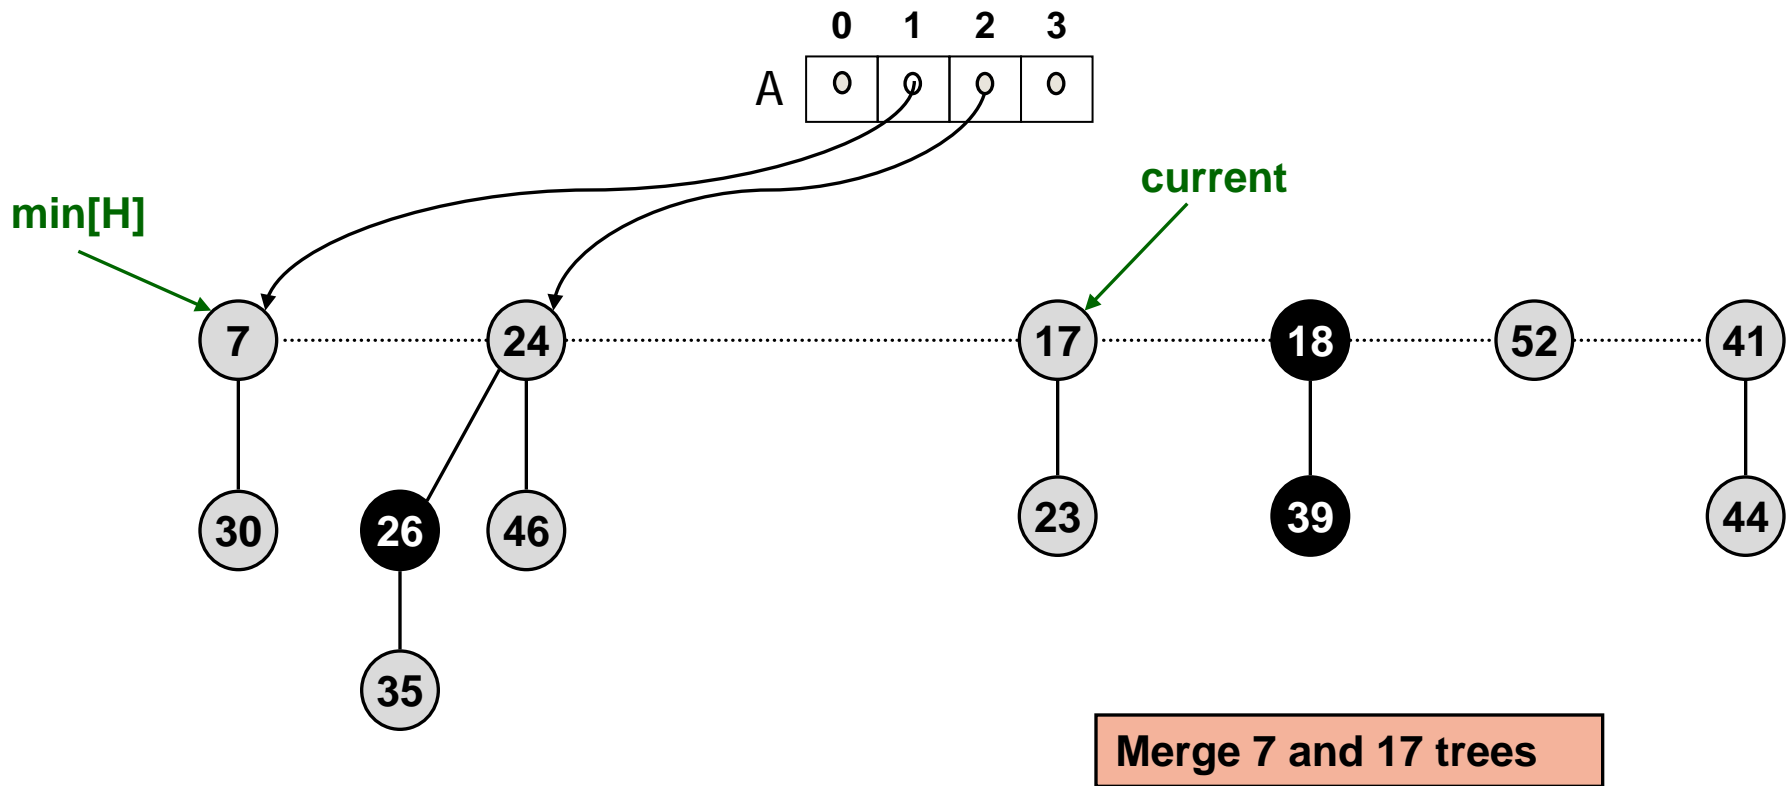 0 1 2 3
A
current
min[H]
7 24 17 18 52 41
30 26 46 23 39 44
35
Merge 7 and 17 trees